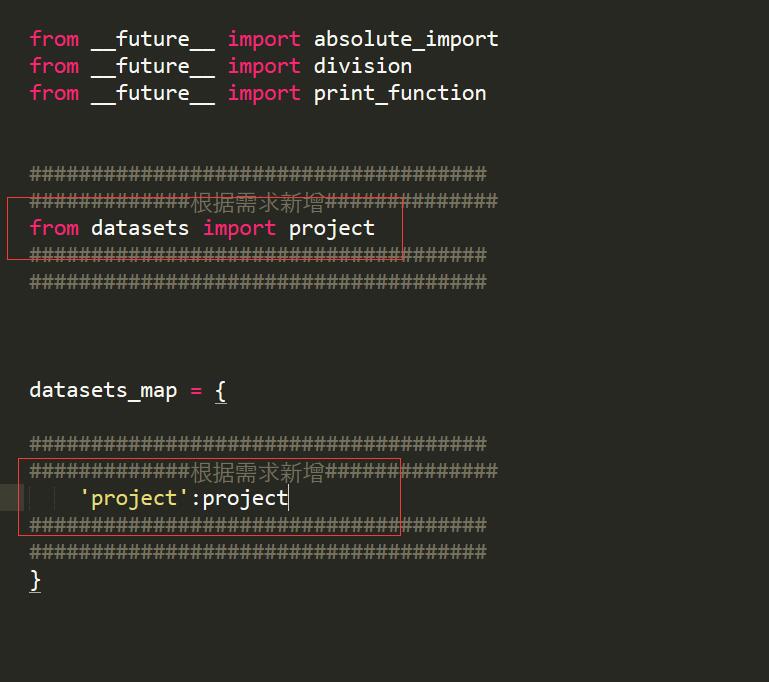 from __future__ import absolute_import
from __future__ import division
from __future__ import print_function
#####################################
#############根据需求新增##############
from datasets import project
#####################################
#####################################
datasets_map = {
#####################################
#############根据需求新增##############
'project':project
#####################################
#####################################
}